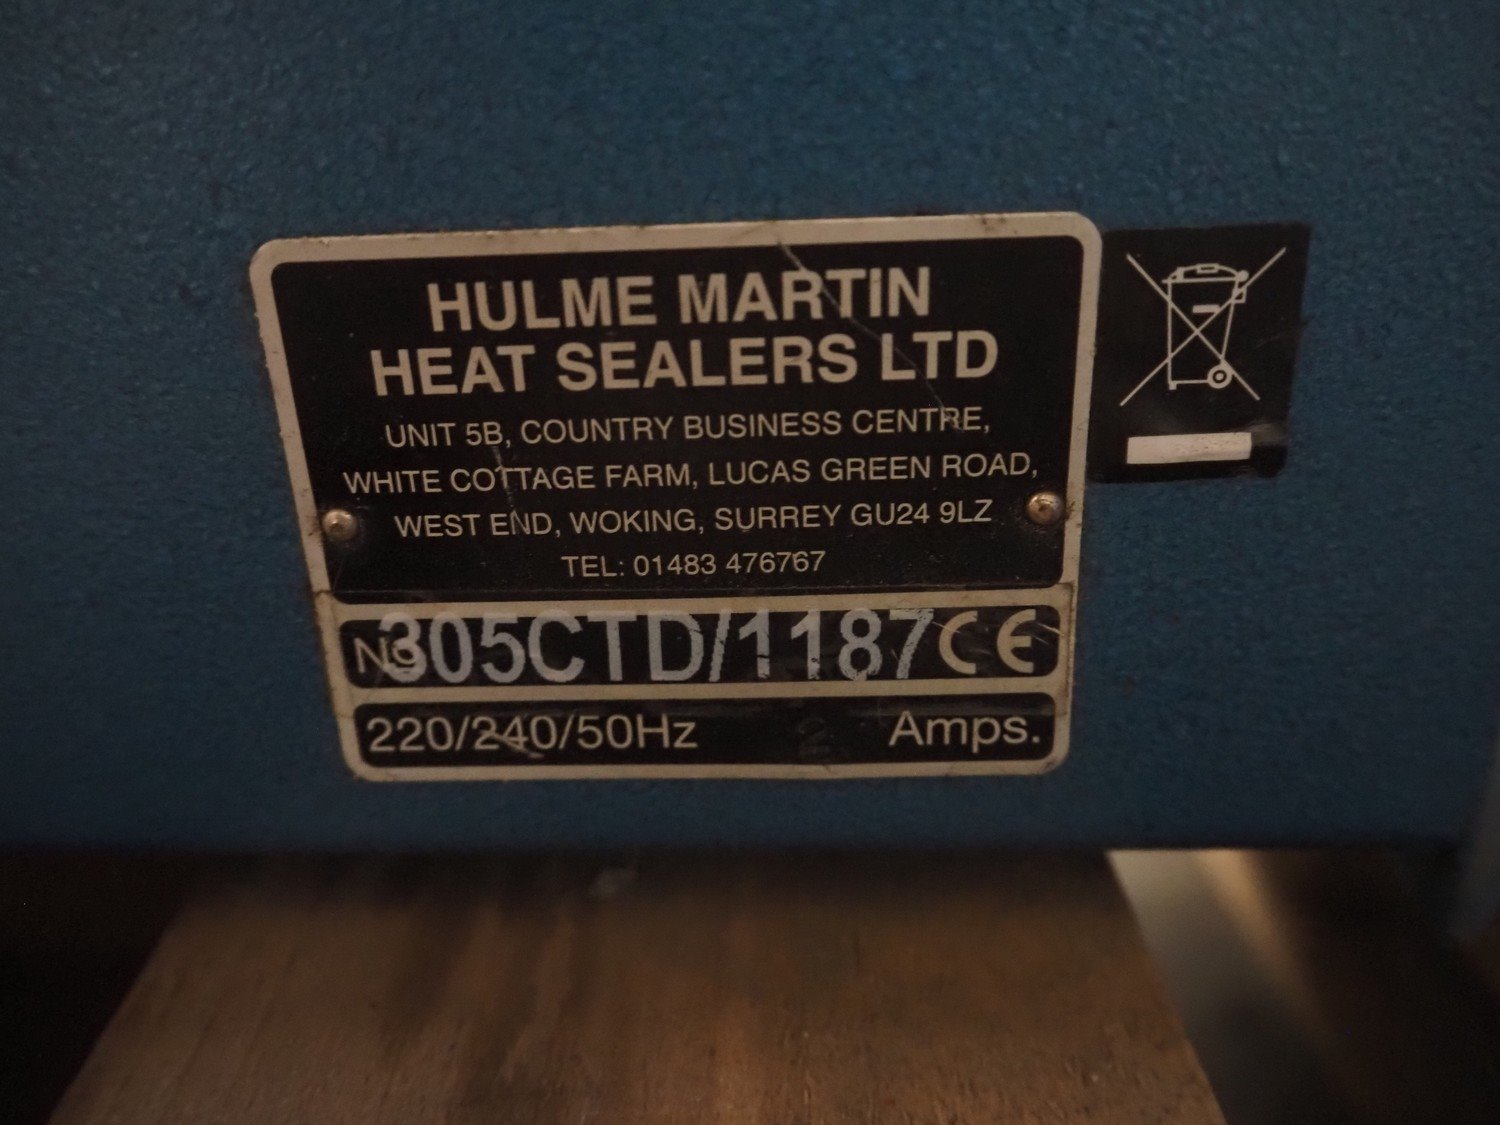 HULME MARTIN
HEAT SEALERS LTD
UNIT 5B, COUNTRY BUSINESS CENTRE,
WHITE COTTAGE FARM, LUCAS GREEN ROAD,
WEST END, WOKING, SURREY GU24 9LZ
TEL: 01483 476767
No 305CTD/1187 CE
220/240/50Hz Amps.